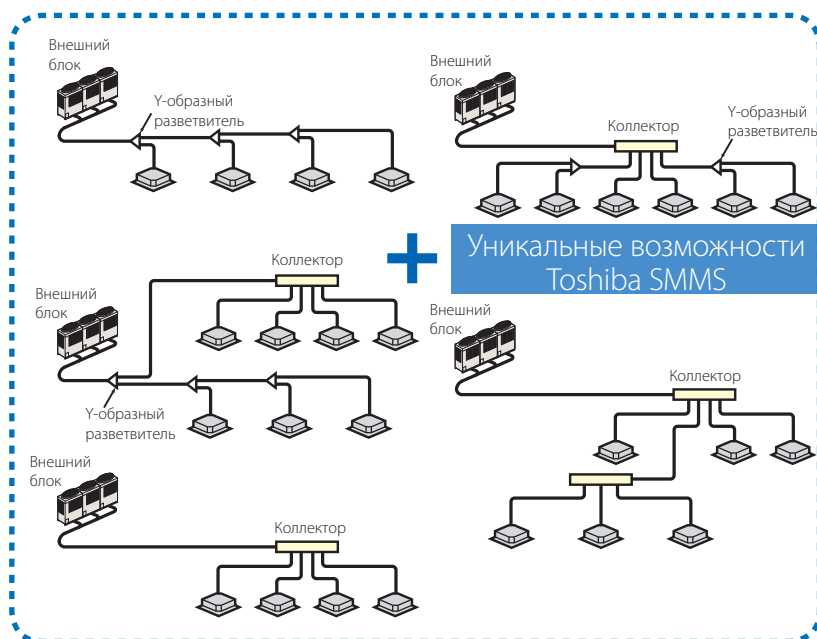 Внешний
блок
Y-образный
разветвитель
Внешний
блок
Коллектор
Y-образный
разветвитель
Уникальные возможности
Toshiba SMMS
Коллектор
Внешний
блок
Y-образный
разветвитель
Внешний
блок
Коллектор
Внешний
блок
Коллектор